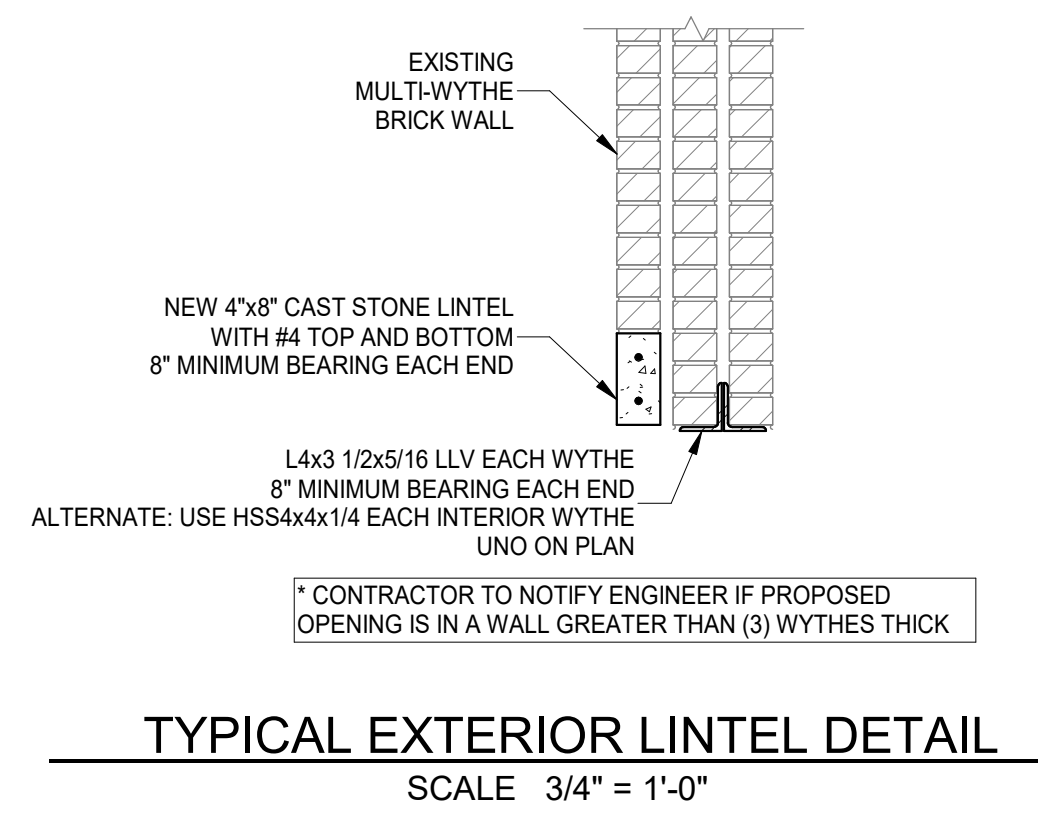 EXISTING
MULTI-WYTHE
BRICK WALL
NEW 4"x8" CAST STONE LINTEL
WITH #4 TOP AND BOTTOM
8" MINIMUM BEARING EACH END
L4x3 1/2x5/16 LLV EACH WYTHE
8" MINIMUM BEARING EACH END
ALTERNATE: USE HSS4x4x1/4 EACH INTERIOR WYTHE
UNO ON PLAN
* CONTRACTOR TO NOTIFY ENGINEER IF PROPOSED
OPENING IS IN A WALL GREATER THAN (3) WYTHES THICK
TYPICAL EXTERIOR LINTEL DETAIL
SCALE 3/4" = 1'-0"